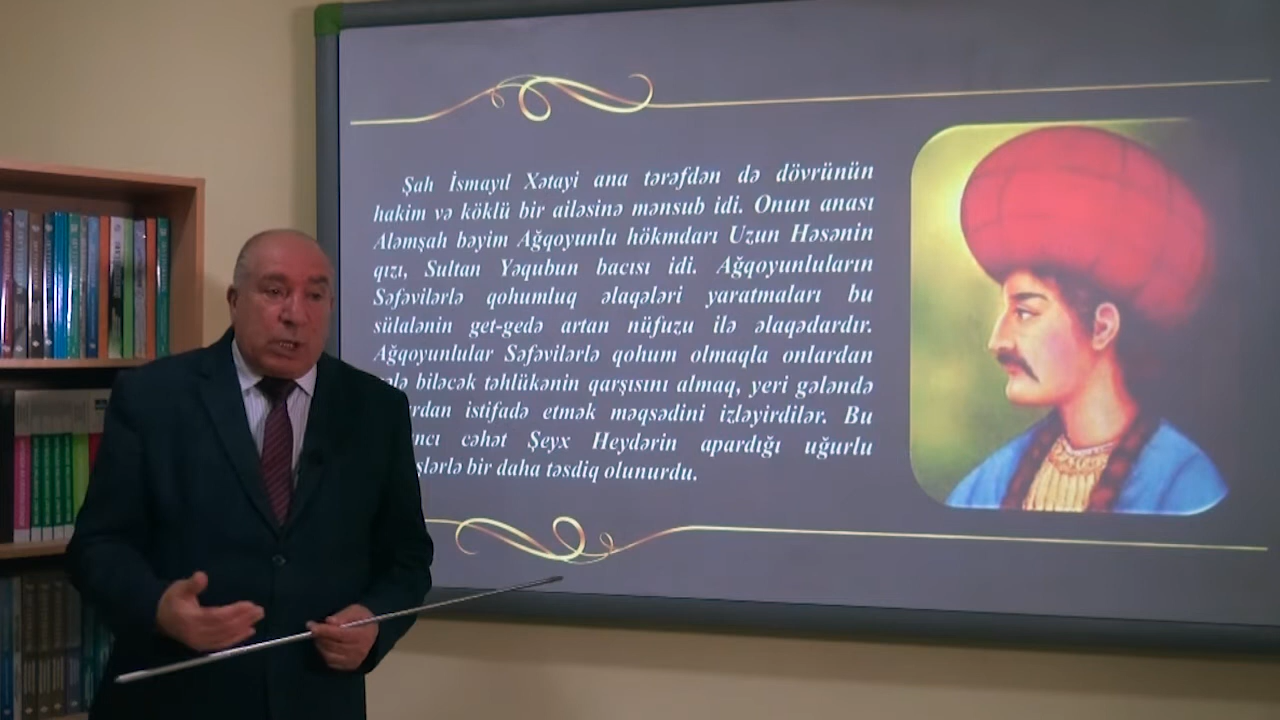 Şah İsmayıl Xətayi ana tərəfdən də dövrünün
hakim və köklü bir ailəsinə mənsub idi. Onun anası
Aləmşah bəyim Ağqoyunlu hökmdarı Uzun Həsənin
qızı, Sultan Yəqubun bacısı idi. Ağqoyunluların
Səfəvilərlə qohumluq əlaqələri yaratmaları bu
sülalənin get-gedə artan nüfuzu ilə əlaqədardır.
Ağqoyunlular Səfəvilərlə qohum olmaqla onlardan
biləcək təhlükənin qarşısını almaq, yeri gələndə
istifadə etmək məqsədini izləyirdilər. Bu
cəhət Şeyx Heydərin apardığı uğurlu
bir daha təsdiq olunurdu.